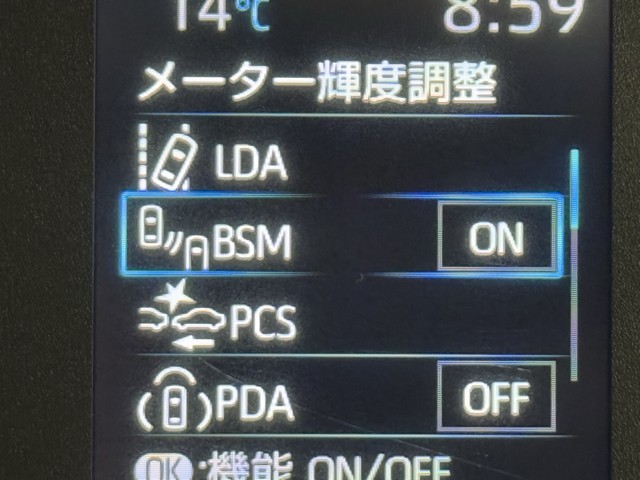 14℃ 8:59
メーター輝度調整
LDA
BSM ON
PCS
PDA OFF
OK:機能 ON/OFF